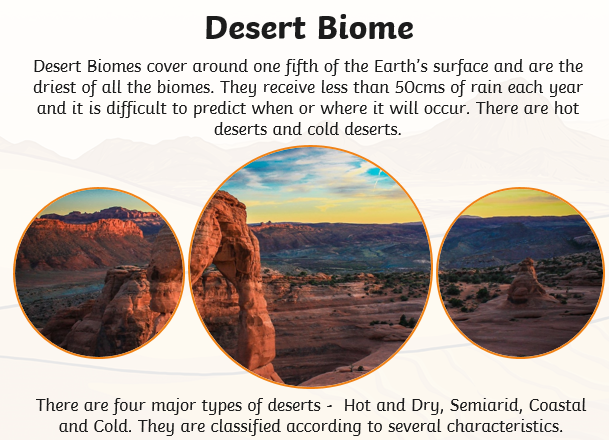 Desert Biome
Desert Biomes cover around one fifth of the Earth's surface and are the
driest of all the biomes. They receive less than 50cms of rain each year
and it is difficult to predict when or where it will occur. There are hot
deserts and cold deserts.
There are four major types of deserts -  Hot and Dry, Semiarid, Coastal
and Cold. They are classified according to several characteristics.